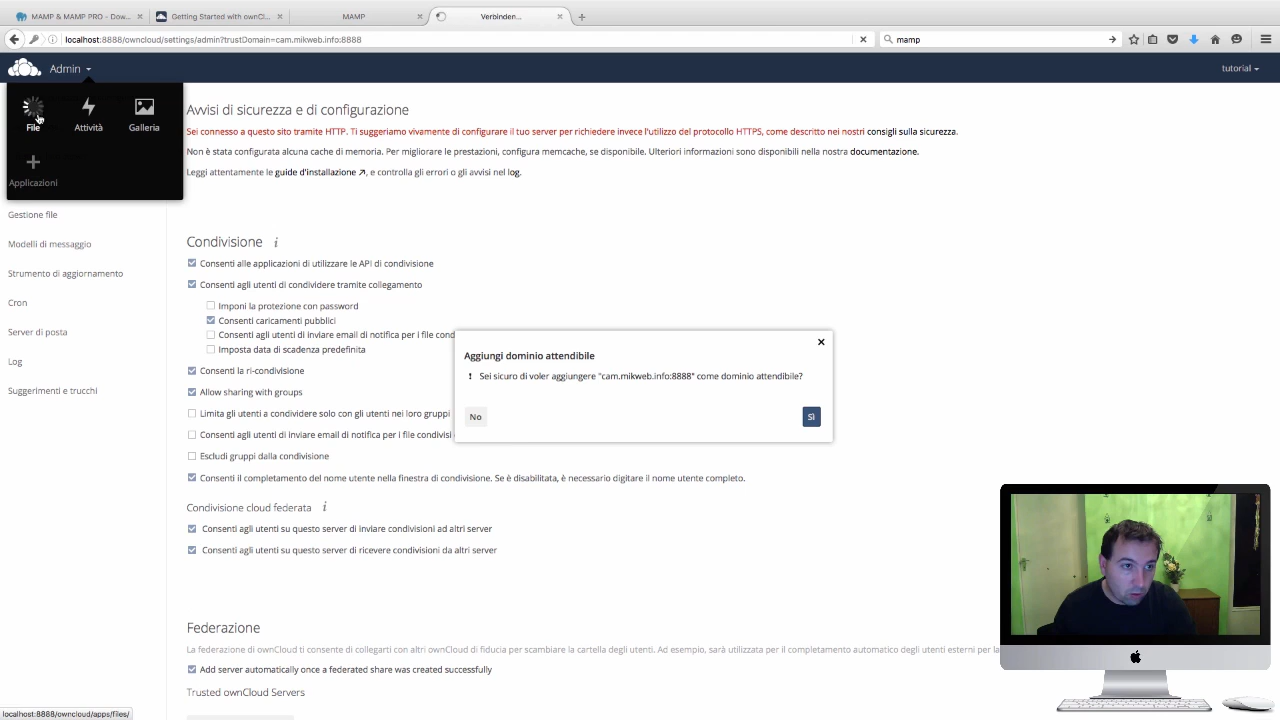 MAMP & MAMP PRO - Dow...
Getting Started with ownCl...
MAMP
Verbinden...
localhost:8888/owncloud/settings/admin?trustDomain=cam.mikweb.info:8888
mamp
Admin
tutorial
File
Attività
Galleria
Applicazioni
Gestione file
Modelli di messaggio
Strumento di aggiornamento
Cron
Server di posta
Log
Suggerimenti e trucchi
Avvisi di sicurezza e di configurazione
Sei connesso a questo sito tramite HTTP. Ti suggeriamo vivamente di configurare il tuo server per richiedere invece l'utilizzo del protocollo HTTPS, come descritto nei nostri consigli sulla sicurezza.
Non è stata configurata alcuna cache di memoria. Per migliorare le prestazioni, configura memcache, se disponibile. Ulteriori informazioni sono disponibili nella nostra documentazione.
Leggi attentamente le guide d'installazione ↗, e controlla gli errori o gli avvisi nel log.
Condivisione i
Consenti alle applicazioni di utilizzare le API di condivisione
Consenti agli utenti di condividere tramite collegamento
Imponi la protezione con password
Consenti caricamenti pubblici
Consenti agli utenti di inviare email di notifica per i file cond
Imposta data di scadenza predefinita
Consenti la ri-condivisione
Allow sharing with groups
Limita gli utenti a condividere solo con gli utenti nei loro gruppi
Consenti agli utenti di inviare email di notifica per i file condivisi
Escludi gruppi dalla condivisione
Consenti il completamento del nome utente nella finestra di condivisione. Se è disabilitata, è necessario digitare il nome utente completo.
Condivisione cloud federata i
Consenti agli utenti su questo server di inviare condivisioni ad altri server
Consenti agli utenti su questo server di ricevere condivisioni da altri server
Aggiungi dominio attendibile
! Sei sicuro di voler aggiungere "cam.mikweb.info:8888" come dominio attendibile?
No
Sì
Federazione
La federazione di ownCloud ti consente di collegarti con altri ownCloud di fiducia per scambiare la cartella degli utenti. Ad esempio, sarà utilizzata per il completamento automatico degli utenti esterni per la
Add server automatically once a federated share was created successfully
Trusted ownCloud Servers
localhost:8888/owncloud/apps/files/